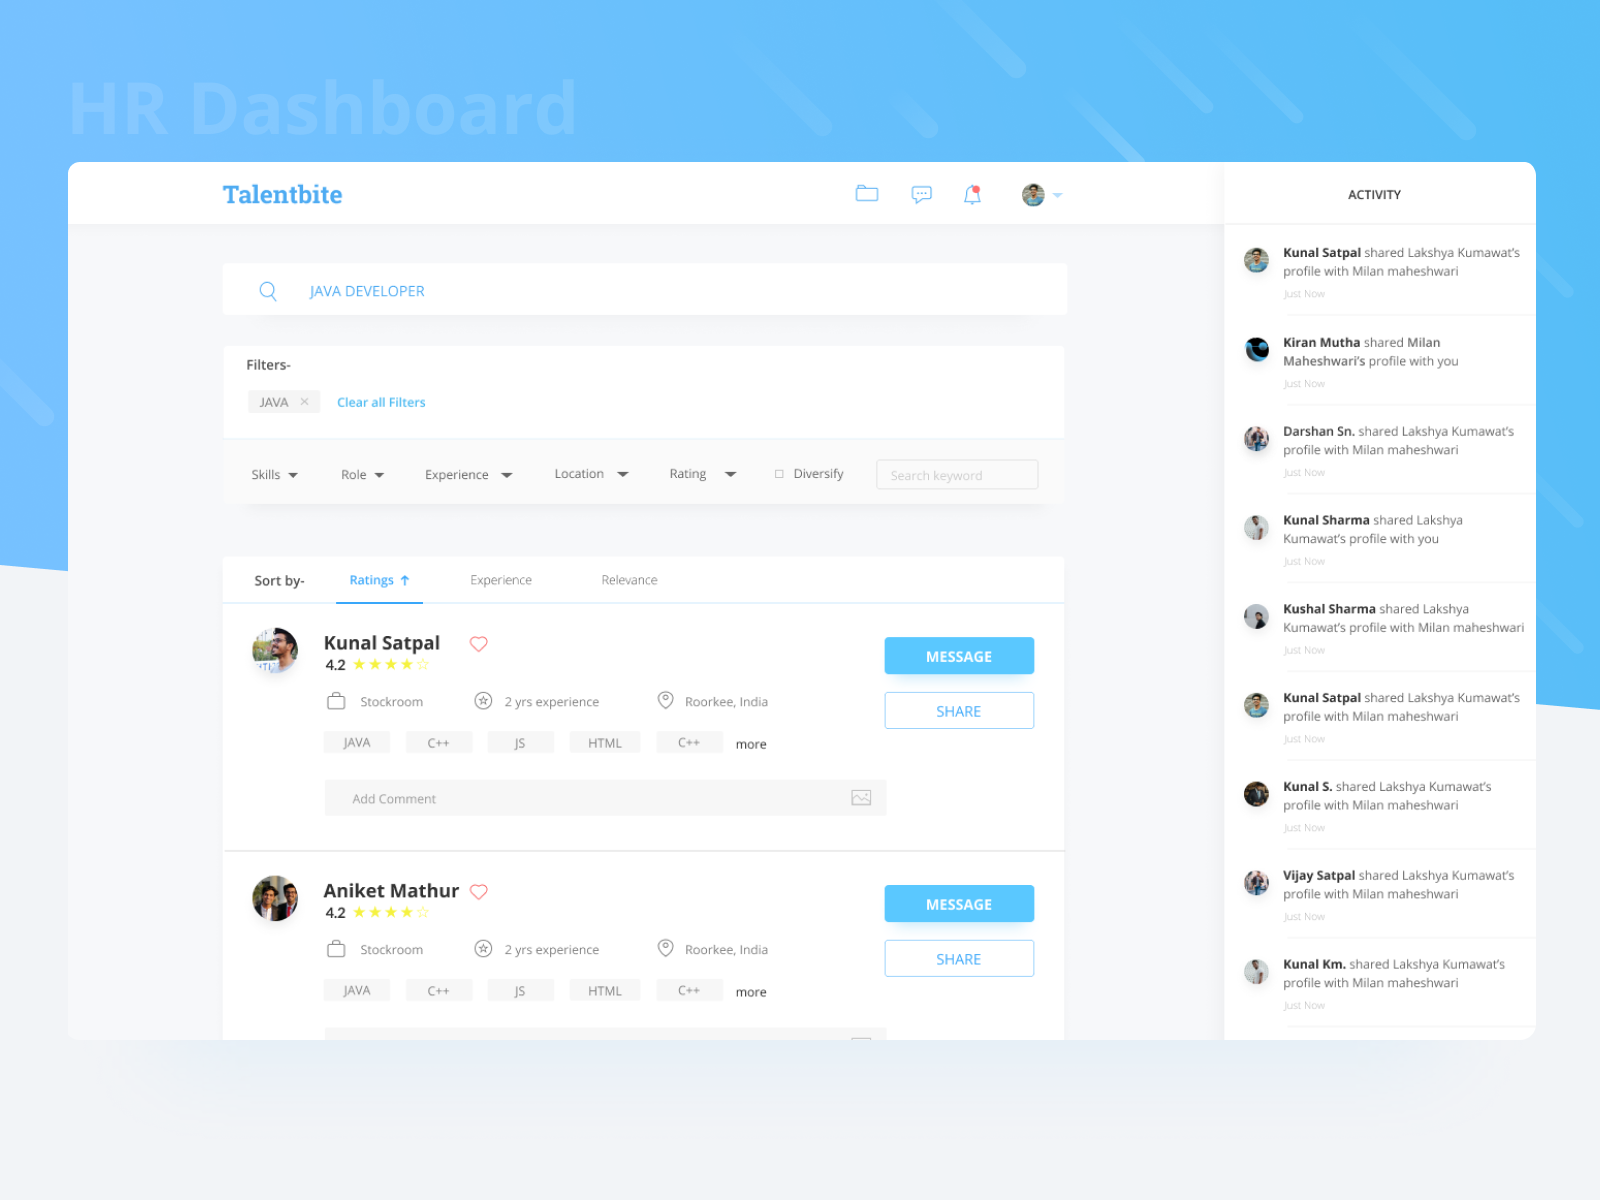 HR Dashboard
Talentbite
JAVA DEVELOPER
Filters-
JAVA ×
Clear all Filters
Skills
Role
Experience
Location
Rating
Diversify
Search keyword
Sort by-
Ratings ↑
Experience
Relevance
Kunal Satpal
4.2 ★★★★☆
Stockroom
2 yrs experience
Roorkee, India
JAVA
C++
JS
HTML
C++
more
Add Comment
MESSAGE
SHARE
Aniket Mathur
4.2 ★★★★☆
Stockroom
2 yrs experience
Roorkee, India
JAVA
C++
JS
HTML
C++
more
MESSAGE
SHARE
ACTIVITY
Kunal Satpal shared Lakshya Kumawat's
profile with Milan maheshwari
Just Now
Kiran Mutha shared Milan
Maheshwari's profile with you
Just Now
Darshan Sn. shared Lakshya Kumawat's
profile with Milan maheshwari
Just Now
Kunal Sharma shared Lakshya
Kumawat's profile with you
Just Now
Kushal Sharma shared Lakshya
Kumawat's profile with Milan maheshwari
Just Now
Kunal Satpal shared Lakshya Kumawat's
profile with Milan maheshwari
Just Now
Kunal S. shared Lakshya Kumawat's
profile with Milan maheshwari
Just Now
Vijay Satpal shared Lakshya Kumawat's
profile with Milan maheshwari
Just Now
Kunal Km. shared Lakshya Kumawat's
profile with Milan maheshwari
Just Now